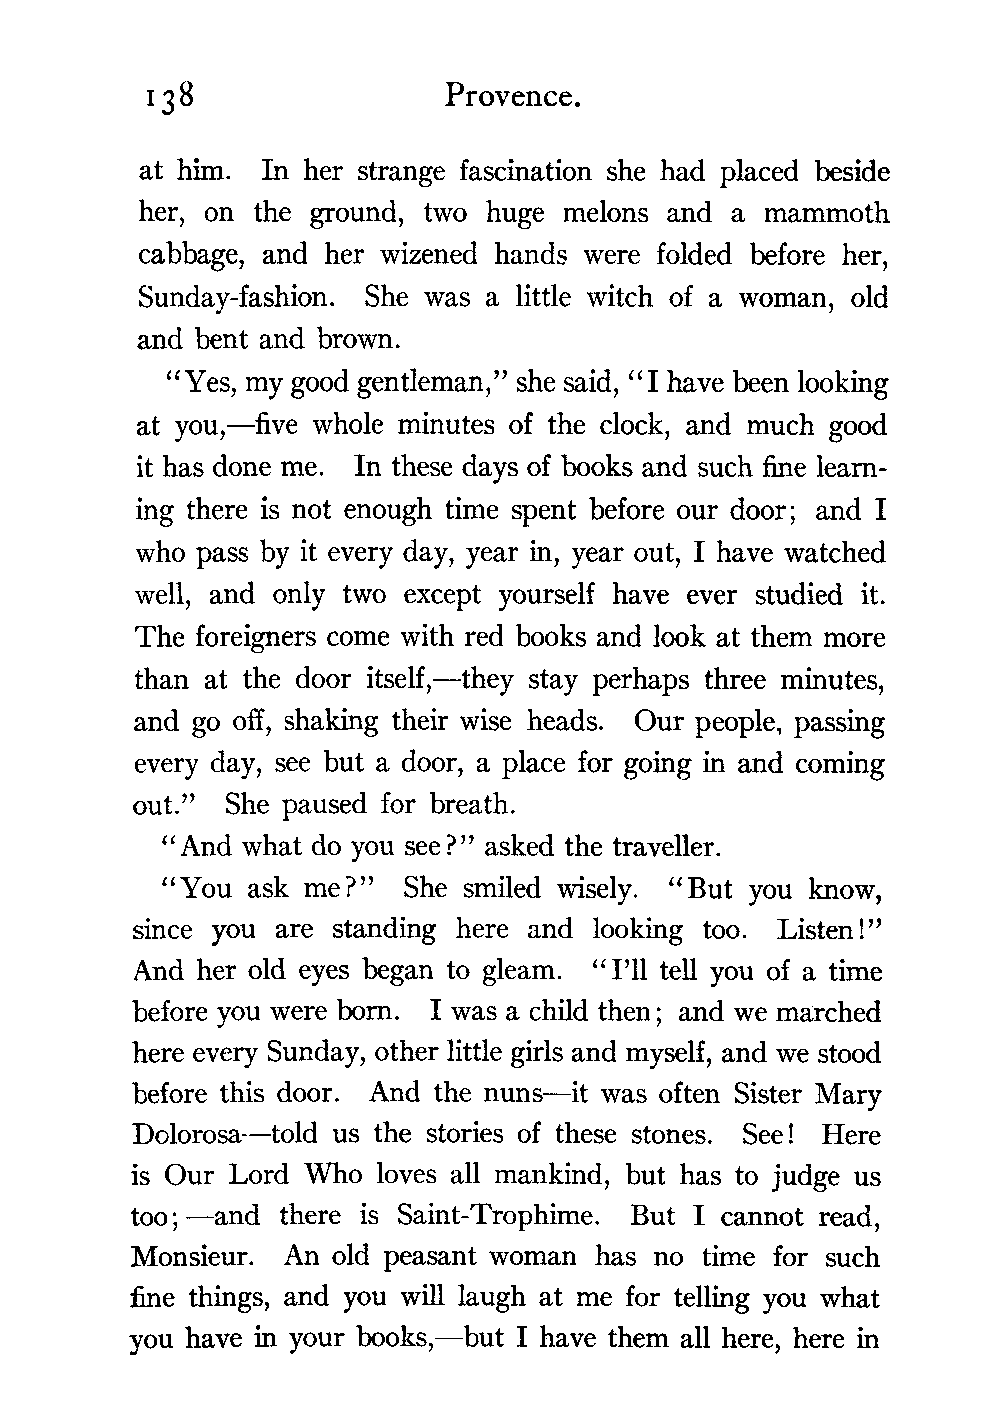 138 Provence.
at him. In her strange fascination she had placed beside
her, on the ground, two huge melons and a mammoth
cabbage, and her wizened hands were folded before her,
Sunday-fashion. She was a little witch of a woman, old
and bent and brown.
“Yes, my good gentleman,” she said, “I have been looking
at you,—five whole minutes of the clock, and much good
it has done me. In these days of books and such fine learn-
ing there is not enough time spent before our door; and I
who pass by it every day, year in, year out, I have watched
well, and only two except yourself have ever studied it.
The foreigners come with red books and look at them more
than at the door itself,—they stay perhaps three minutes,
and go off, shaking their wise heads. Our people, passing
every day, see but a door, a place for going in and coming
out.” She paused for breath.
“And what do you see?” asked the traveller.
“You ask me?” She smiled wisely. “But you know,
since you are standing here and looking too. Listen!”
And her old eyes began to gleam. “I’ll tell you of a time
before you were born. I was a child then; and we marched
here every Sunday, other little girls and myself, and we stood
before this door. And the nuns—it was often Sister Mary
Dolorosa—told us the stories of these stones. See! Here
is Our Lord Who loves all mankind, but has to judge us
too;—and there is Saint-Trophime. But I cannot read,
Monsieur. An old peasant woman has no time for such
fine things, and you will laugh at me for telling you what
you have in your books,—but I have them all here, here in